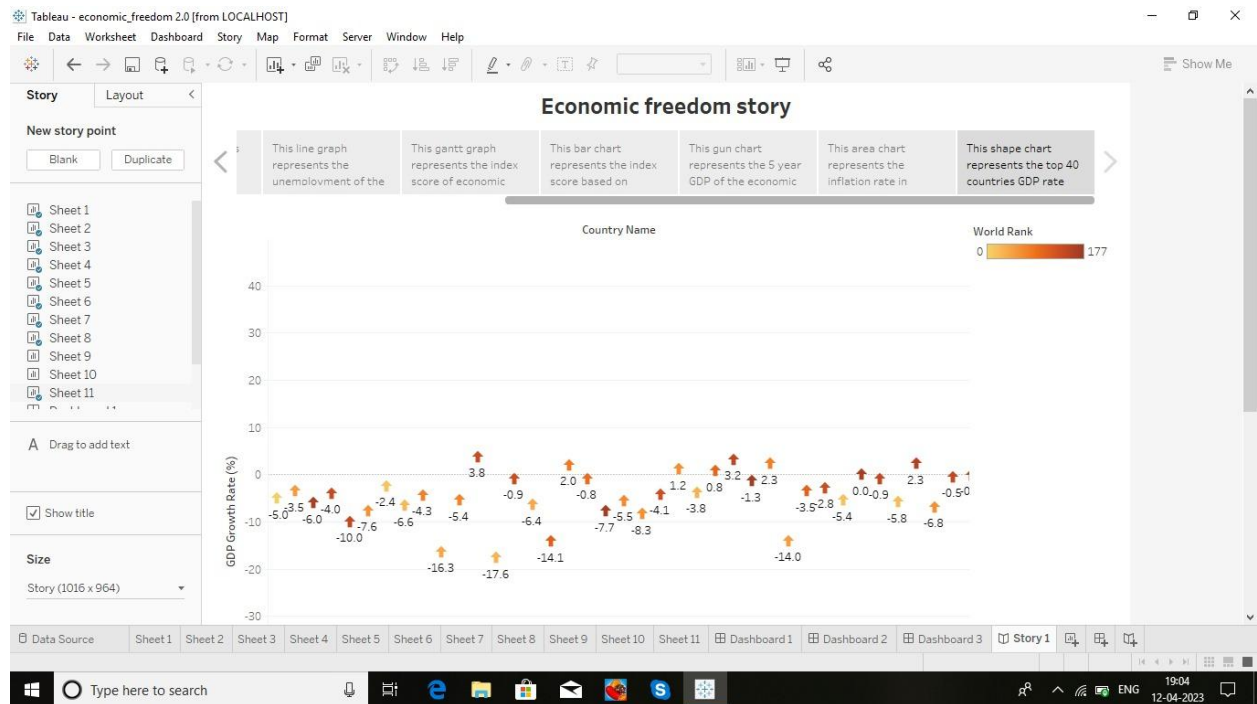 Tableau - economic_freedom 2.0 [from LOCALHOST]
File Data Worksheet Dashboard Story Map Format Server Window Help
Show Me
Story Layout
New story point
Blank Duplicate
Sheet 1
Sheet 2
Sheet 3
Sheet 4
Sheet 5
Sheet 6
Sheet 7
Sheet 8
Sheet 9
Sheet 10
Sheet 11
A Drag to add text
Show title
Size
Story (1016 x 964)
Economic freedom story
s
This line graph
represents the
unemployment of the
This gantt graph
represents the index
score of economic
This bar chart
represents the index
score based on
This gun chart
represents the 5 year
GDP of the economic
This area chart
represents the
inflation rate in
This shape chart
represents the top 40
countries GDP rate
Country Name
World Rank
0 177
GDP Growth Rate (%)
40
30
20
10
0
-10
-20
-30
-5.0 -3.5 -6.0 -4.0 -10.0 -7.6 -2.4 -6.6 -4.3 -16.3 -5.4 3.8 -17.6 -0.9 -6.4 -14.1 2.0 -0.8 -7.7 -5.5 -8.3 -4.1 1.2 -3.8 0.8 3.2 -1.3 2.3 -14.0 -3.5 -2.8 -5.4 0.0 -0.9 -5.8 2.3 -6.8 -0.5
Data Source Sheet 1 Sheet 2 Sheet 3 Sheet 4 Sheet 5 Sheet 6 Sheet 7 Sheet 8 Sheet 9 Sheet 10 Sheet 11 Dashboard 1 Dashboard 2 Dashboard 3 Story 1
Type here to search
ENG
19:04
12-04-2023